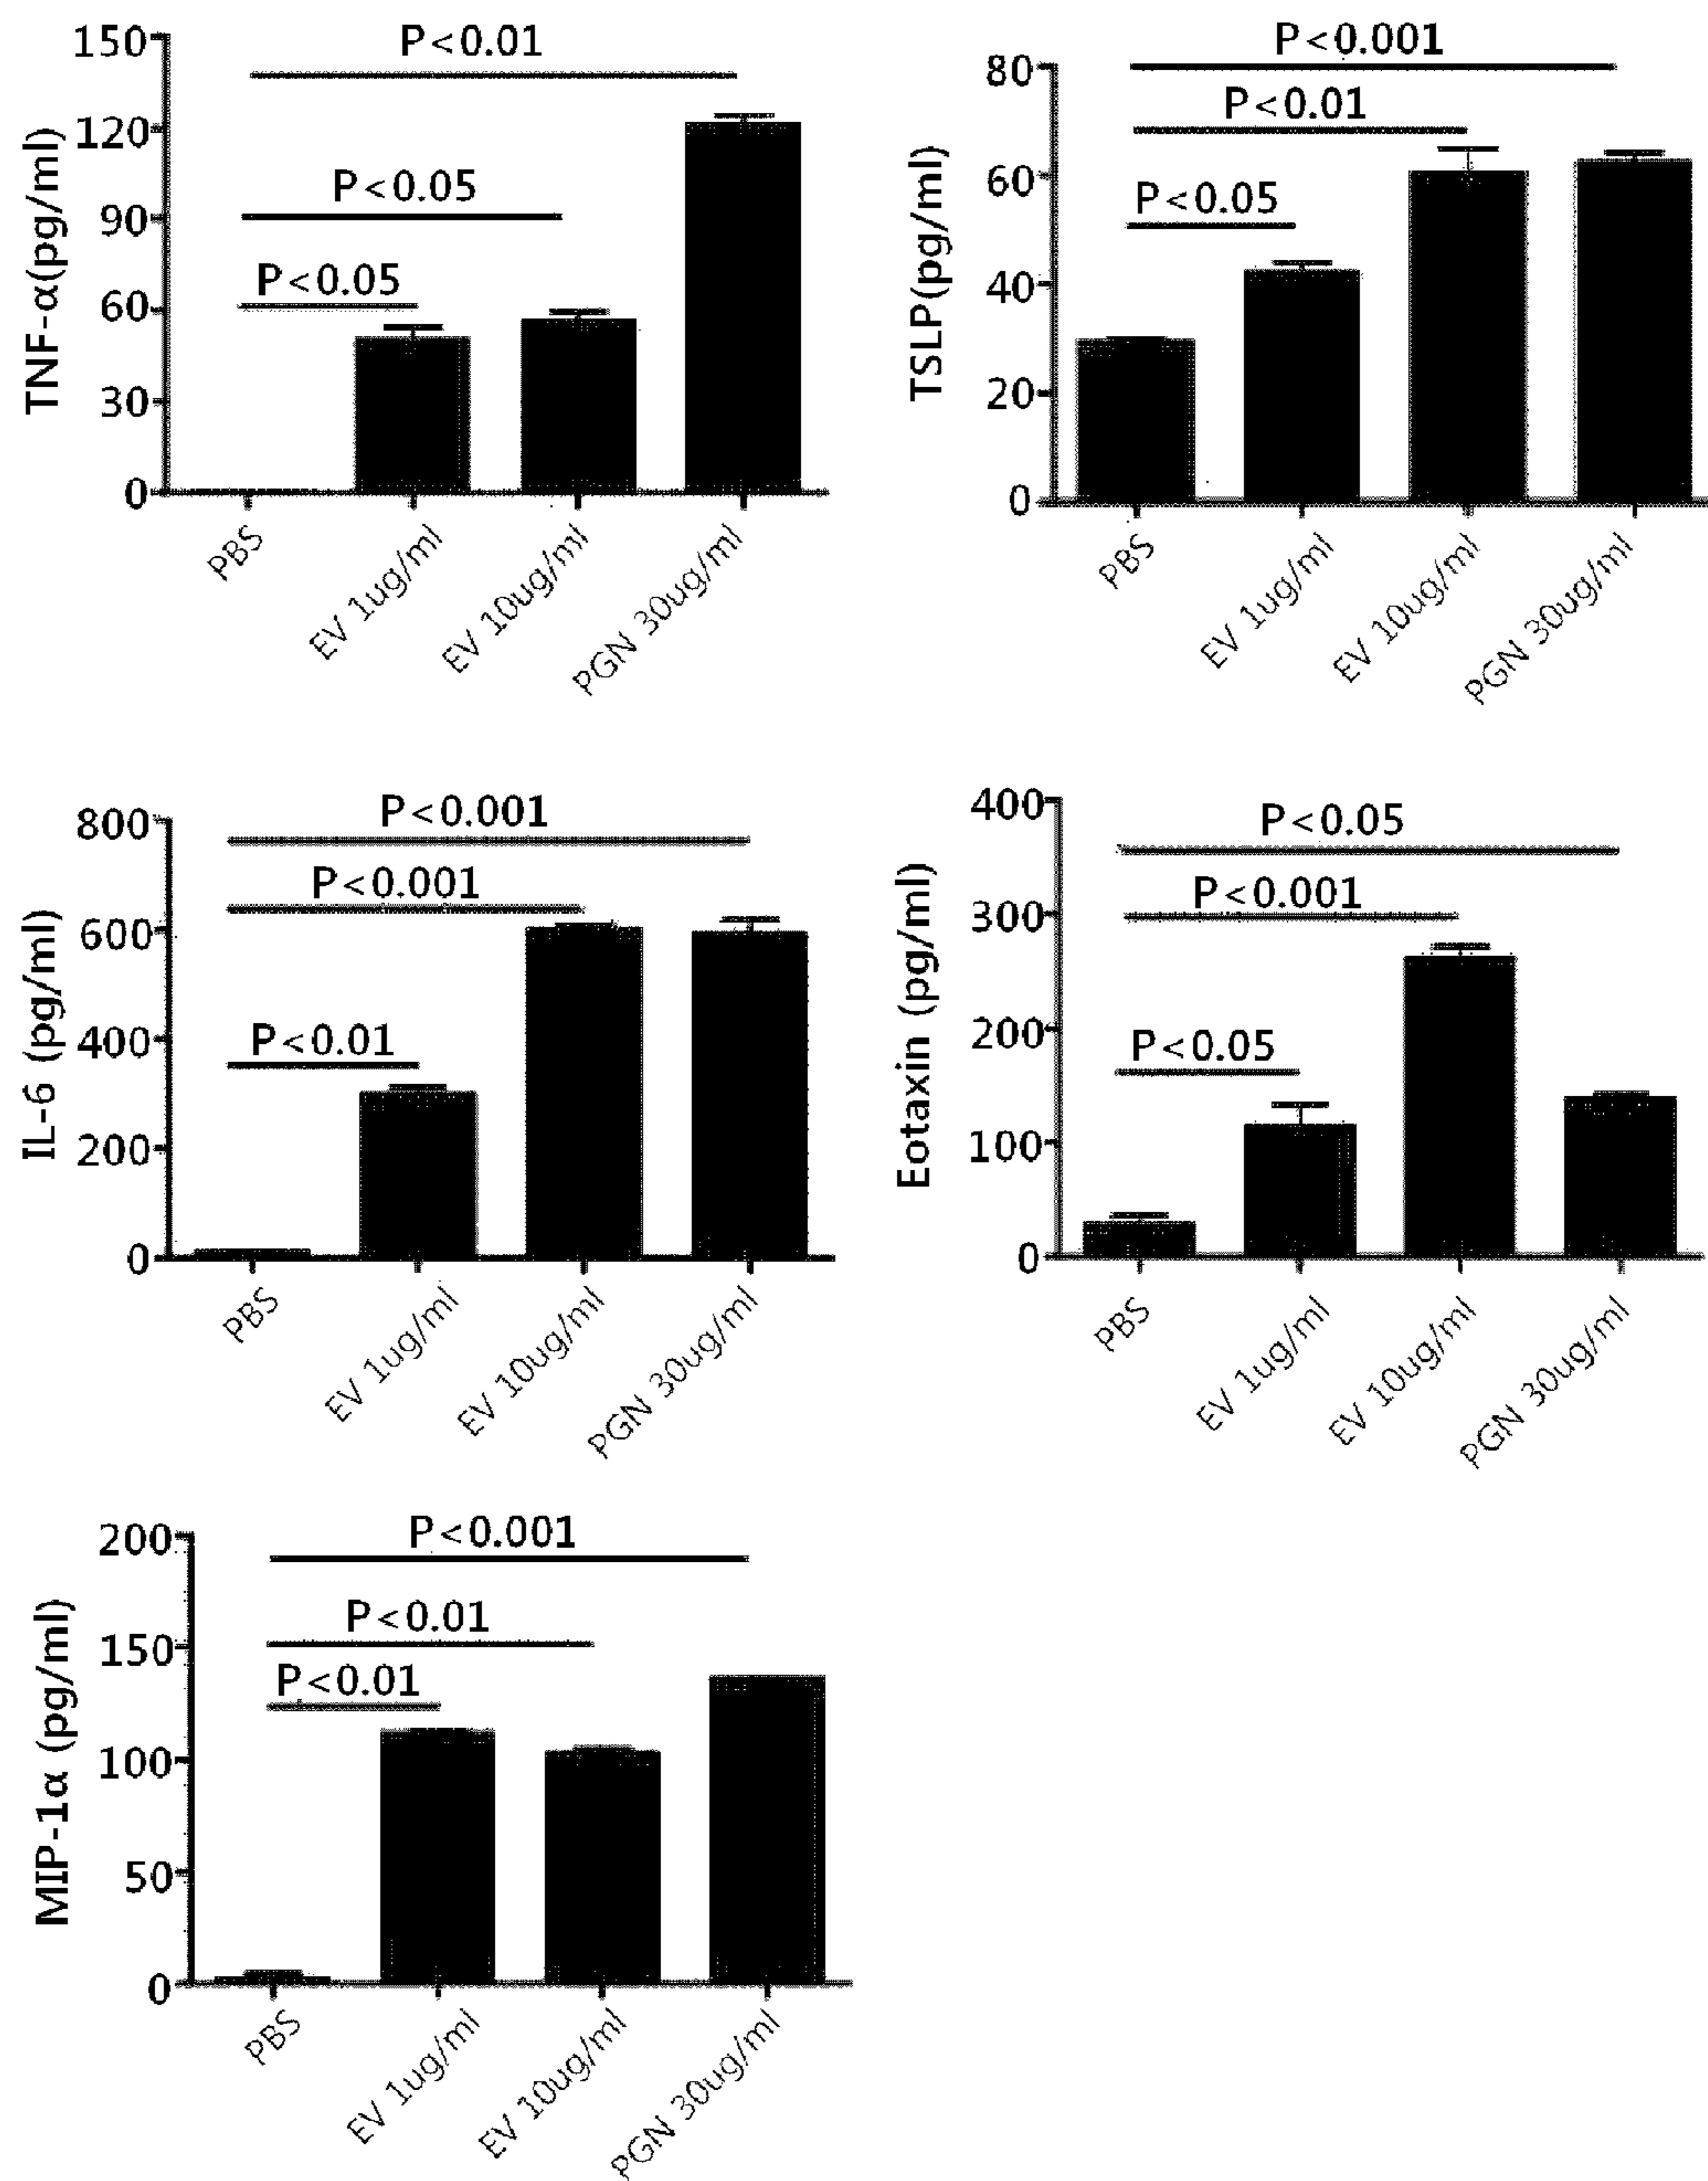 TNF-α(pg/ml)
150
120
90
60
30
0
P<0.01
P<0.05
P<0.05
PBS
EV 1ug/ml
EV 10ug/ml
PGN 30ug/ml
TSLP(pg/ml)
80
60
40
20
0
P<0.001
P<0.01
P<0.05
PBS
EV 1ug/ml
EV 10ug/ml
PGN 30ug/ml
IL-6 (pg/ml)
800
600
400
200
0
P<0.001
P<0.001
P<0.01
PBS
EV 1ug/ml
EV 10ug/ml
PGN 30ug/ml
Eotaxin (pg/ml)
400
300
200
100
0
P<0.05
P<0.001
P<0.05
PBS
EV 1ug/ml
EV 10ug/ml
PGN 30ug/ml
MIP-1α (pg/ml)
200
150
100
50
0
P<0.001
P<0.01
P<0.01
PBS
EV 1ug/ml
EV 10ug/ml
PGN 30ug/ml